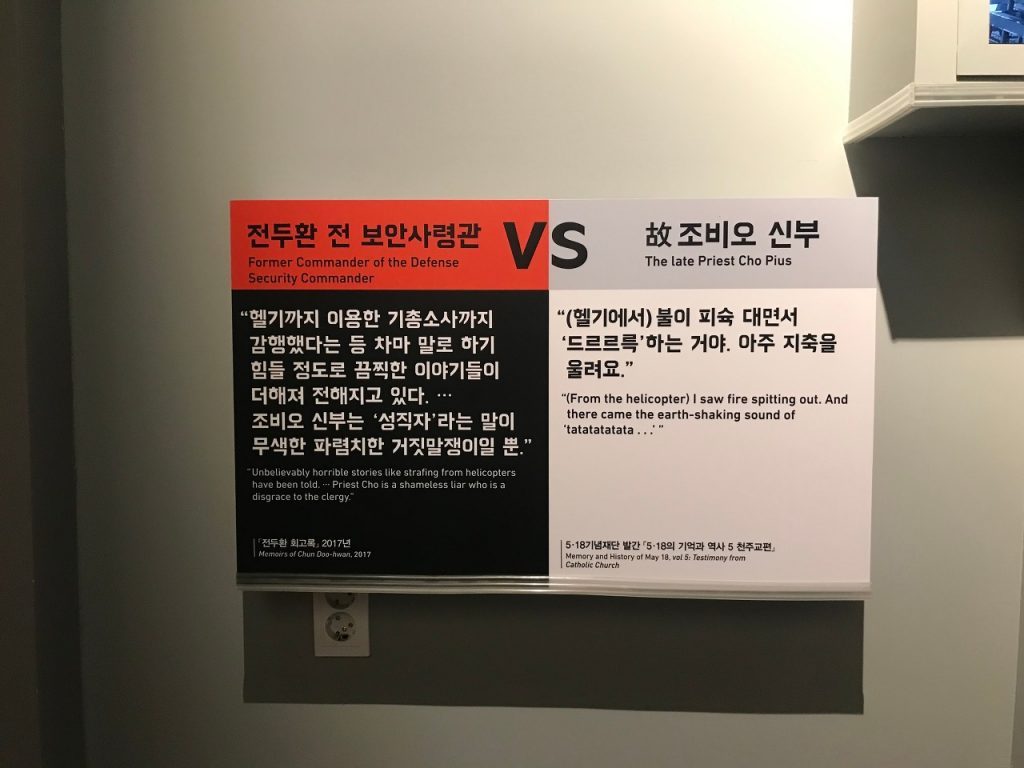 전두환 전 보안사령관
Former Commander of the Defense
Security Commander
VS
故 조비오 신부
The late Priest Cho Pius
“헬기까지 이용한 기총소사까지
감행했다는 등 차마 말로 하기
힘들 정도로 끔찍한 이야기들이
더해져 전해지고 있다. …
조비오 신부는 ‘성직자’라는 말이
무색한 파렴치한 거짓말쟁이일 뿐.”
“Unbelievably horrible stories like strafing from helicopters
have been told. … Priest Cho is a shameless liar who is a
disgrace to the clergy.”
『전두환 회고록』 2017년
Memoirs of Chun Doo-hwan, 2017
“(헬기에서) 불이 피슉 대면서
‘드르르륵’하는 거야. 아주 지축을
울려요.”
“(From the helicopter) I saw fire spitting out. And
there came the earth-shaking sound of
‘tatatatatata . . .’ ”
5·18기념재단 발간 『5·18의 기억과 역사 5 천주교편』
Memory and History of May 18, vol 5: Testimony from
Catholic Church